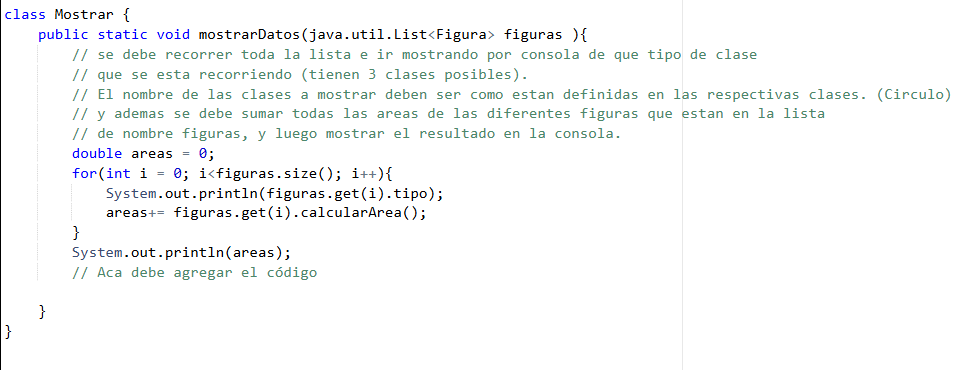 class Mostrar {
public static void mostrarDatos(java.util.List<Figura> figuras ){
// se debe recorrer toda la lista e ir mostrando por consola de que tipo de clase
// que se esta recorriendo (tienen 3 clases posibles).
// El nombre de las clases a mostrar deben ser como estan definidas en las respectivas clases. (Circulo)
// y ademas se debe sumar todas las areas de las diferentes figuras que estan en la lista
// de nombre figuras, y luego mostrar el resultado en la consola.
double areas = 0;
for(int i = 0; i<figuras.size(); i++){
System.out.println(figuras.get(i).tipo);
areas+= figuras.get(i).calcularArea();
}
System.out.println(areas);
// Aca debe agregar el código
}
}